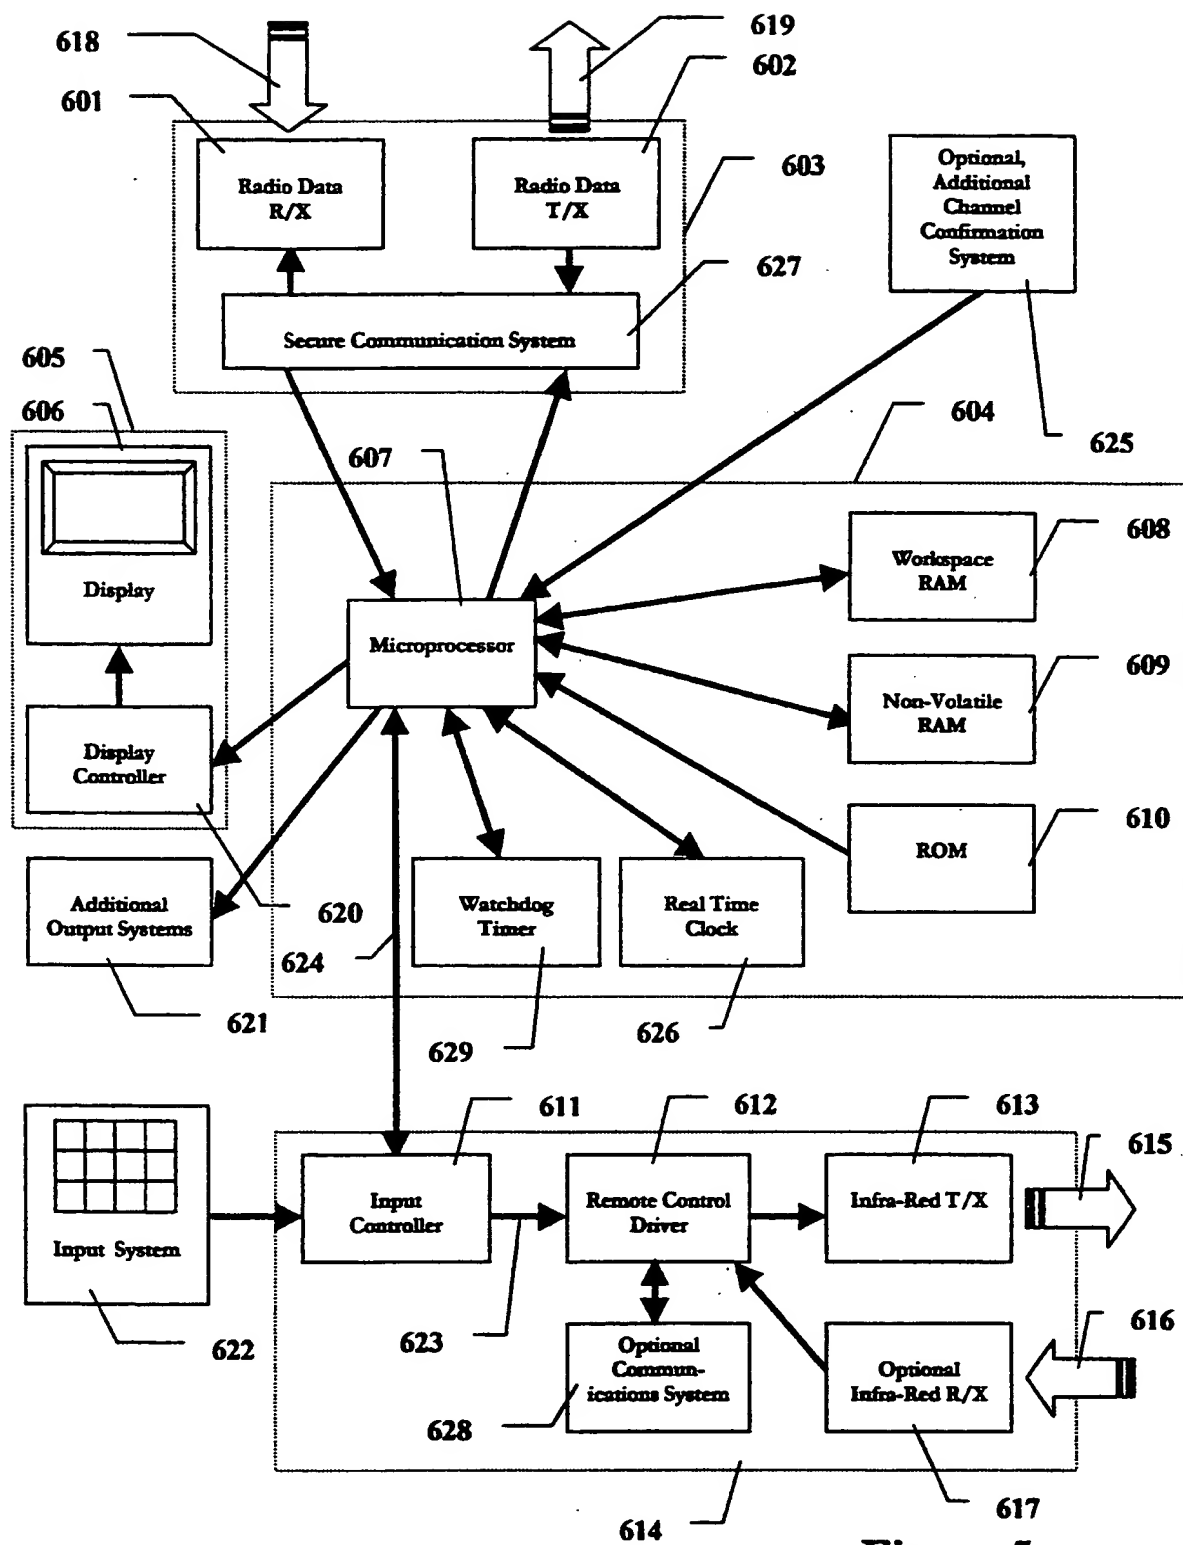 618
619
601
602
Radio Data
R/X
Radio Data
T/X
603
Optional,
Additional
Channel
Confirmation
System
627
Secure Communication System
605
606
604
625
607
Display
Microprocessor
Workspace
RAM
608
Non-Volatile
RAM
609
Display
Controller
ROM
610
Additional
Output Systems
620
624
Watchdog
Timer
Real Time
Clock
621
629
626
611
612
613
615
Input System
Input
Controller
Remote Control
Driver
Infra-Red T/X
622
623
Optional
Commun-
ications System
Optional
Infra-Red R/X
616
628
614
617